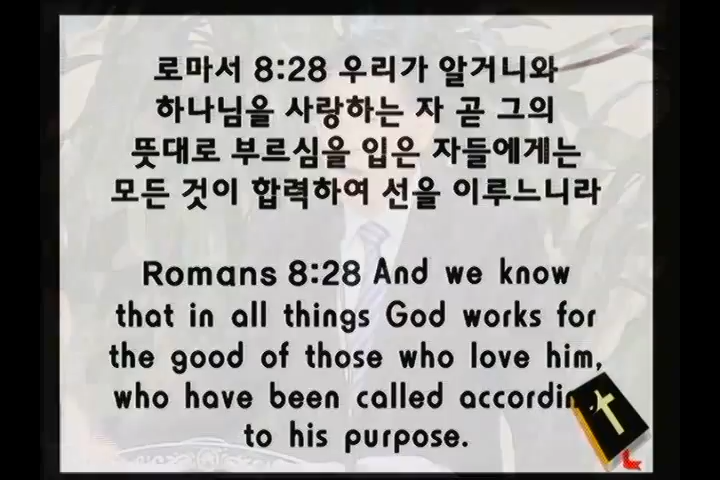 로마서 8:28 우리가 알거니와
하나님을 사랑하는 자 곧 그의
뜻대로 부르심을 입은 자들에게는
모든 것이 합력하여 선을 이루느니라
Romans 8:28 And we know
that in all things God works for
the good of those who love him,
who have been called accordin
to his purpose.